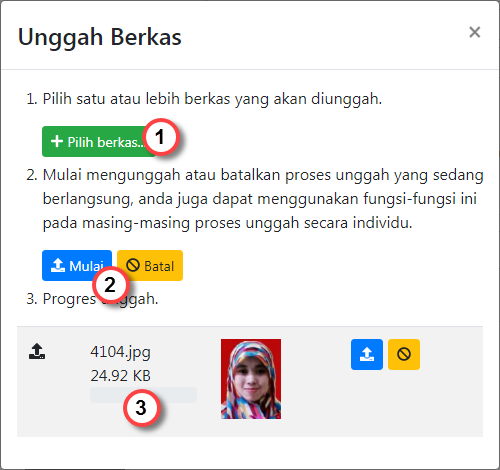 Unggah Berkas ×
1. Pilih satu atau lebih berkas yang akan diunggah.
+ Pilih berkas... 1
2. Mulai mengunggah atau batalkan proses unggah yang sedang
berlangsung, anda juga dapat menggunakan fungsi-fungsi ini
pada masing-masing proses unggah secara individu.
Mulai Batal
2
3. Progres unggah.
4104.jpg
24.92 KB
3